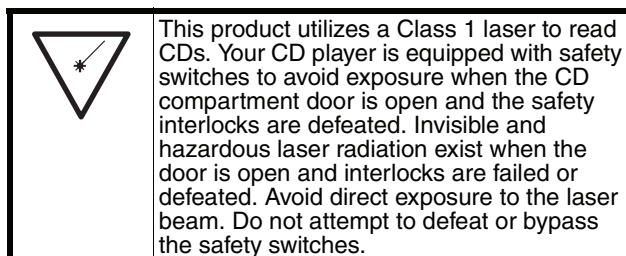 This product utilizes a Class 1 laser to read
CDs. Your CD player is equipped with safety
switches to avoid exposure when the CD
compartment door is open and the safety
interlocks are defeated. Invisible and
hazardous laser radiation exist when the
door is open and interlocks are failed or
defeated. Avoid direct exposure to the laser
beam. Do not attempt to defeat or bypass
the safety switches.